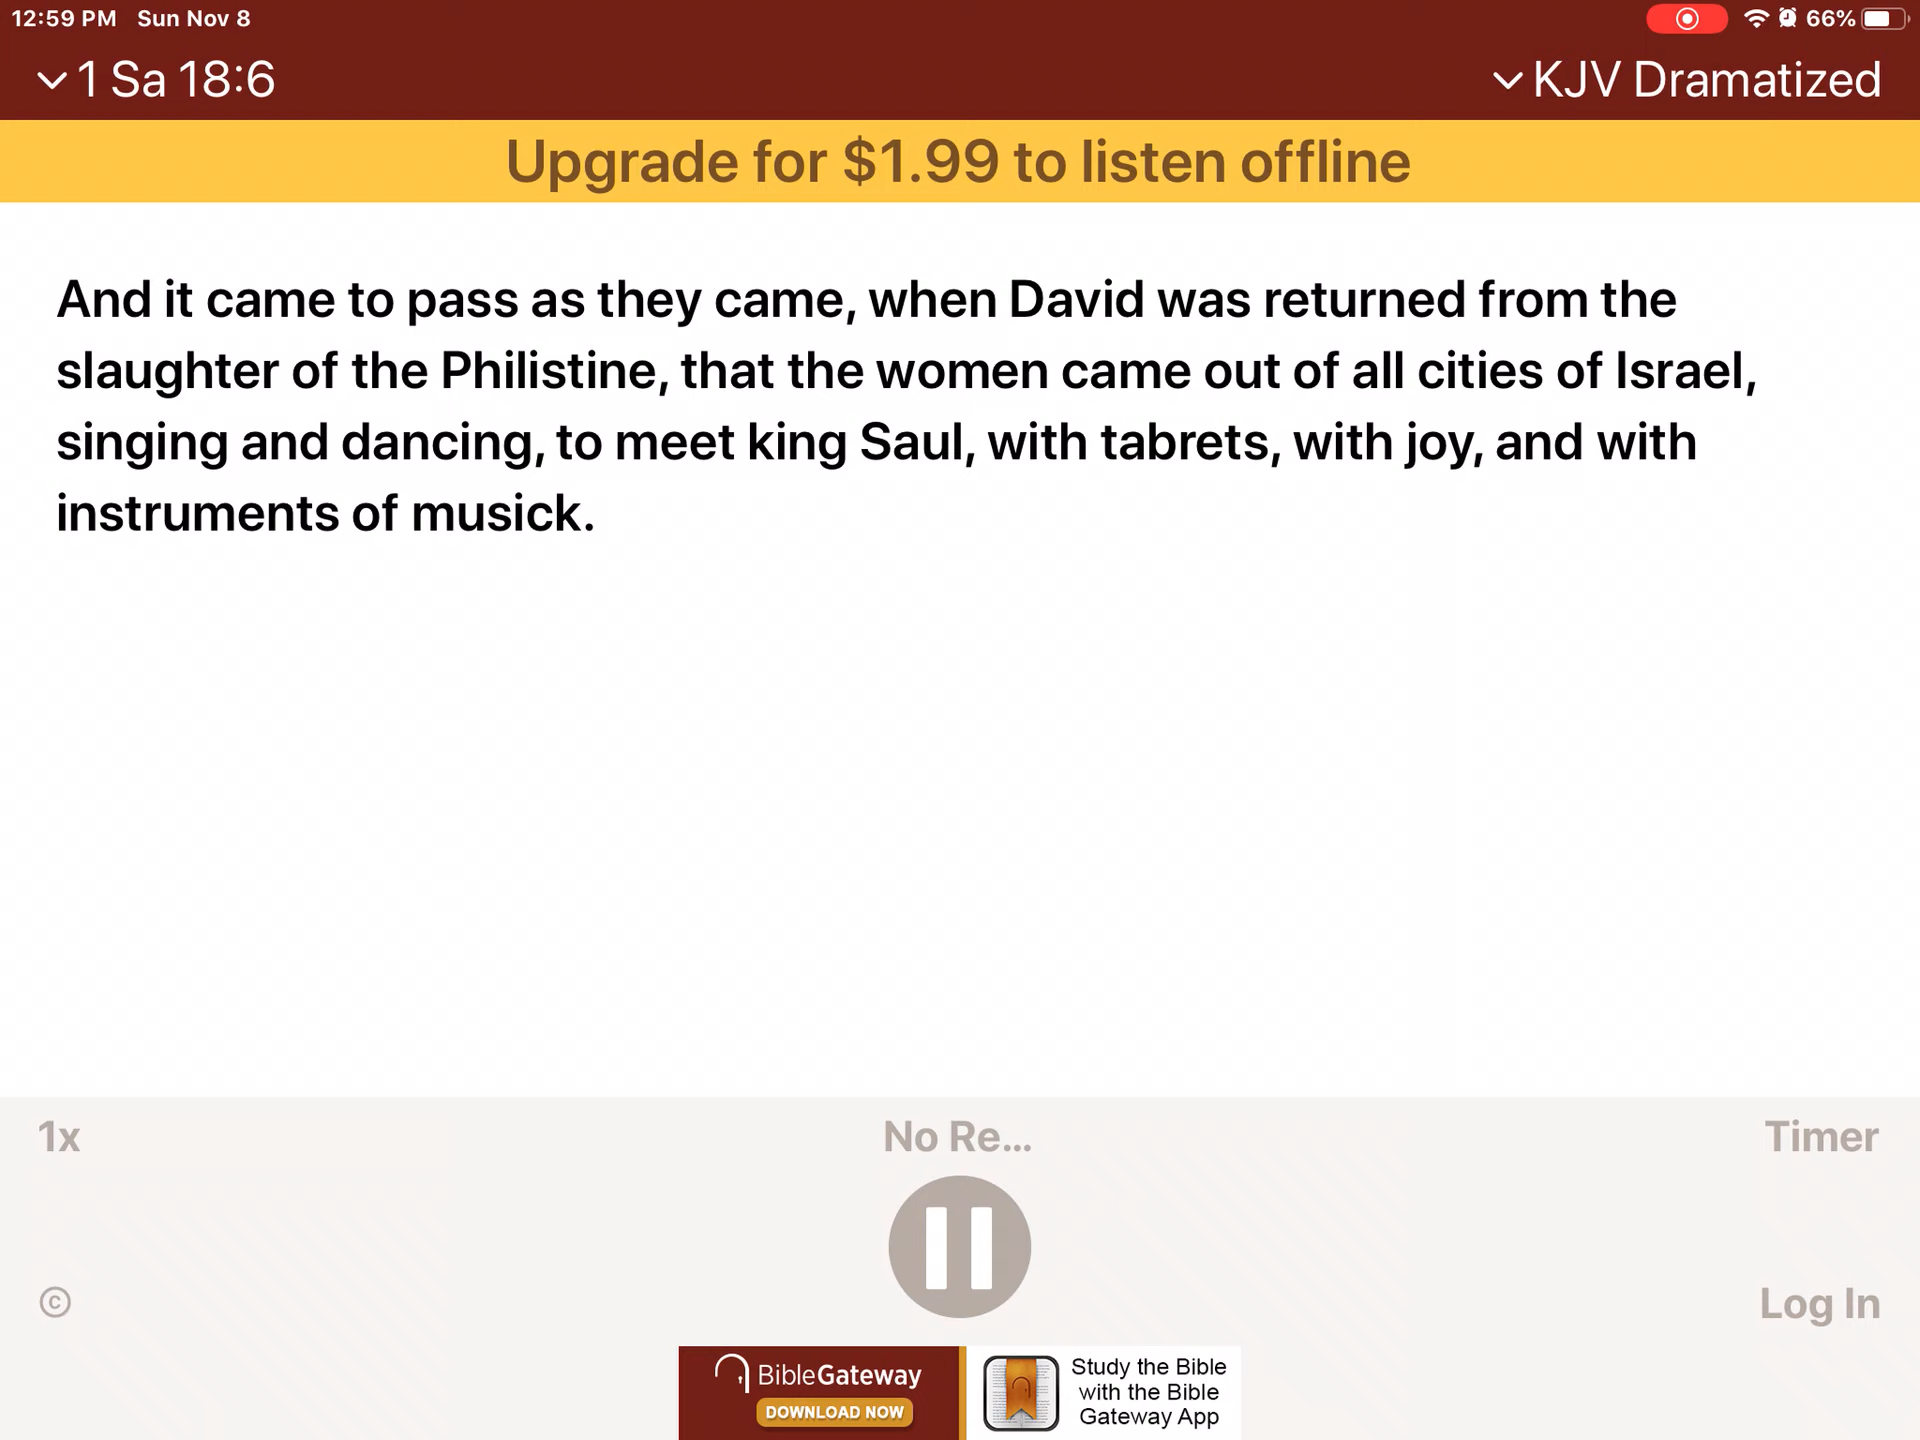 12:59 PM Sun Nov 8 66%
1 Sa 18:6 KJV Dramatized
Upgrade for $1.99 to listen offline
And it came to pass as they came, when David was returned from the
slaughter of the Philistine, that the women came out of all cities of Israel,
singing and dancing, to meet king Saul, with tabrets, with joy, and with
instruments of musick.
1x No Re... Timer
© Log In
BibleGateway
DOWNLOAD NOW
Study the Bible
with the Bible
Gateway App